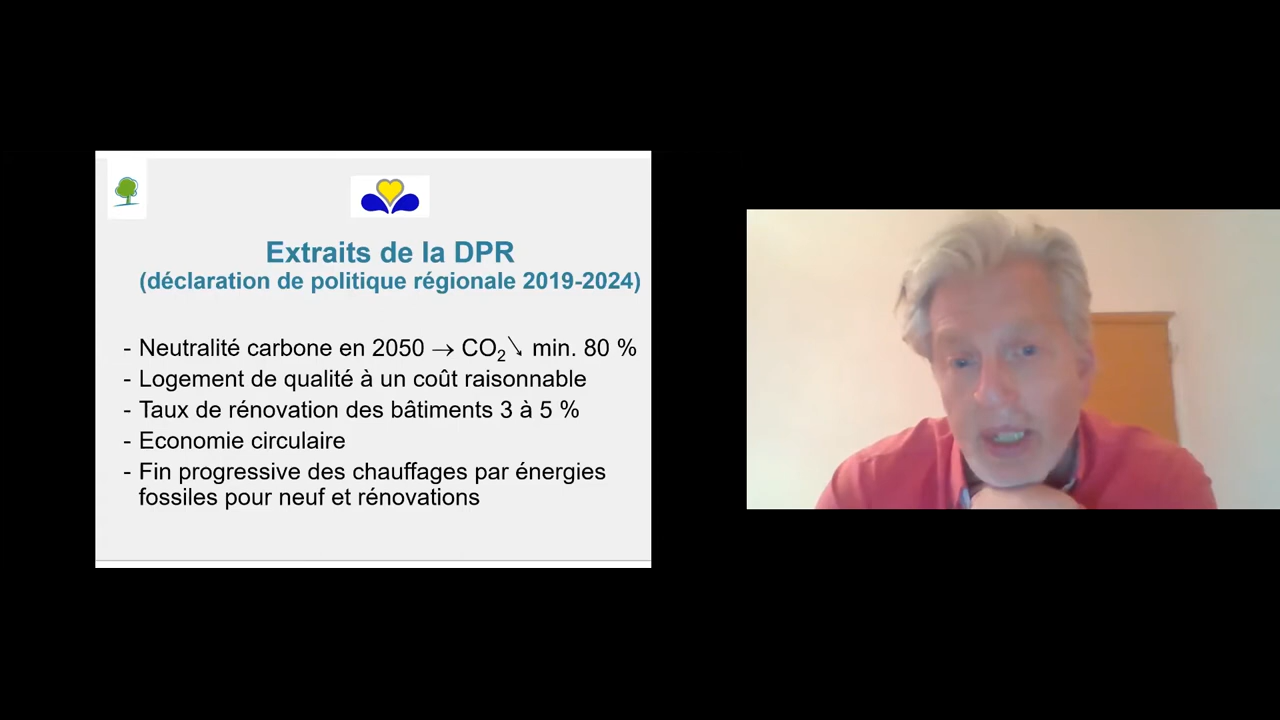 Extraits de la DPR
(déclaration de politique régionale 2019-2024)
- Neutralité carbone en 2050 → CO₂↘ min. 80 %
- Logement de qualité à un coût raisonnable
- Taux de rénovation des bâtiments 3 à 5 %
- Economie circulaire
- Fin progressive des chauffages par énergies
fossiles pour neuf et rénovations